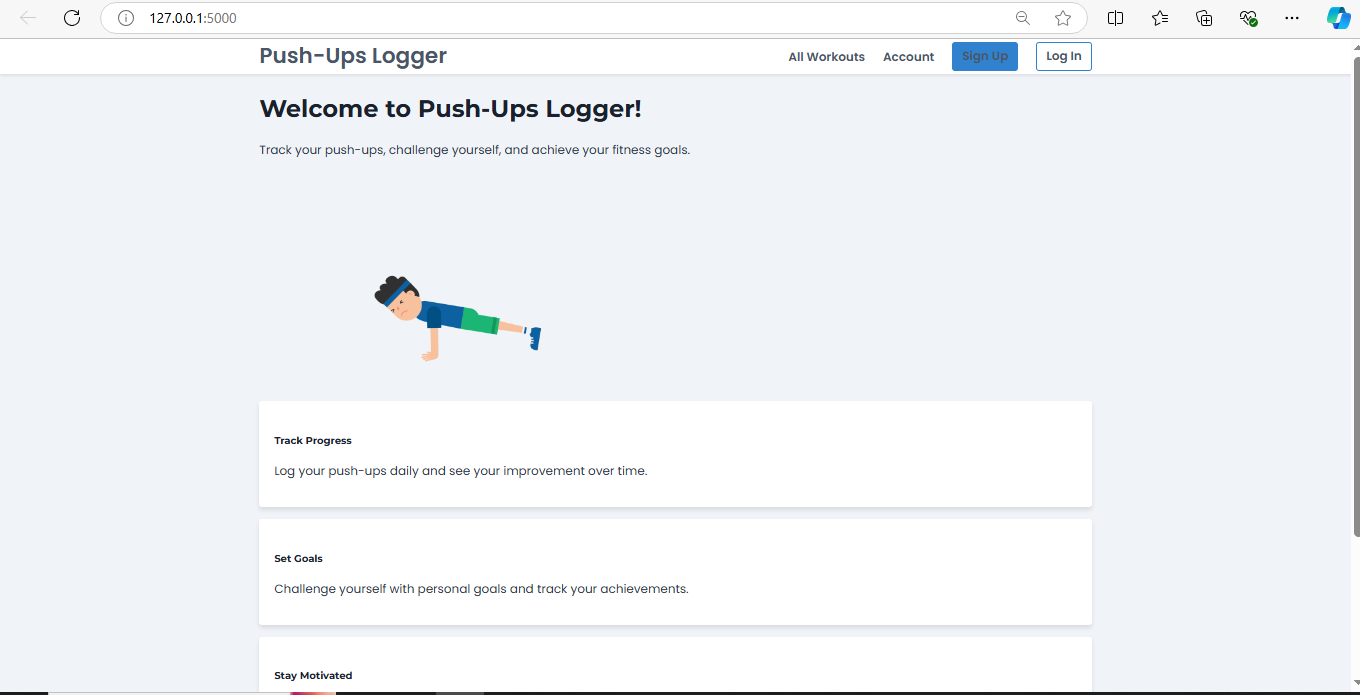 127.0.0.1:5000
Push-Ups Logger
All Workouts
Account
Sign Up
Log In
Welcome to Push-Ups Logger!
Track your push-ups, challenge yourself, and achieve your fitness goals.
Track Progress
Log your push-ups daily and see your improvement over time.
Set Goals
Challenge yourself with personal goals and track your achievements.
Stay Motivated